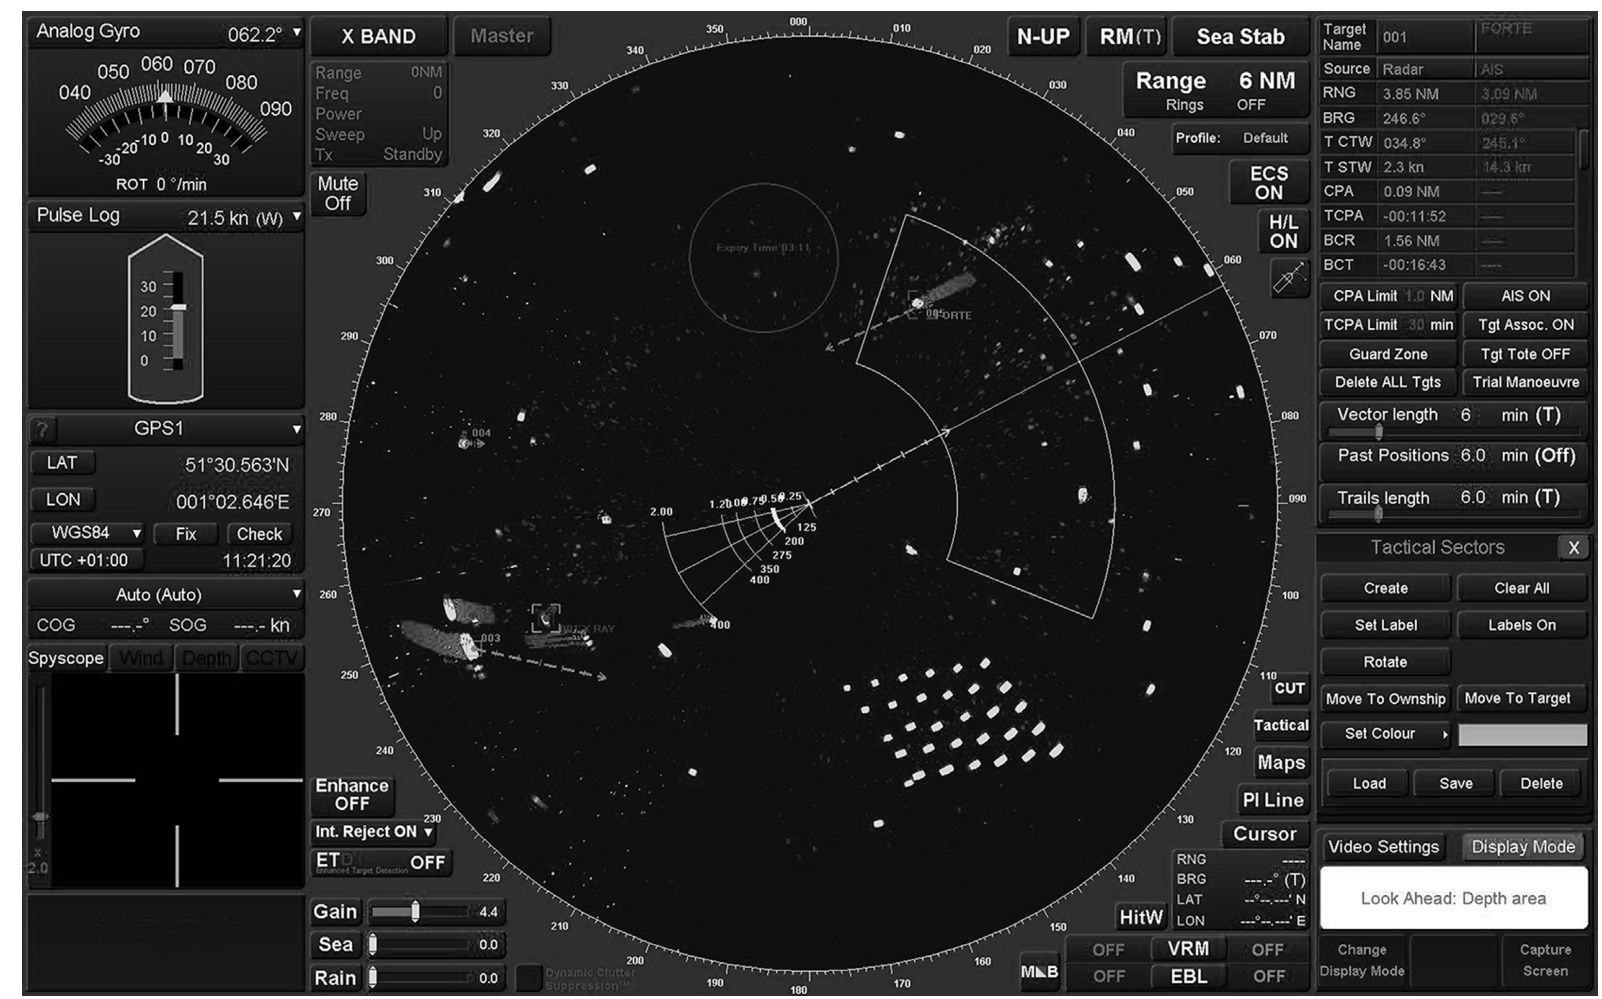 Analog Gyro 062.2°
040 050 060 070 080 090
-30 -20 -10 0 10 20 30
ROT 0 °/min
Pulse Log 21.5 kn (W)
30
20
10
0
GPS1
?
LAT 51°30.563'N
LON 001°02.646'E
WGS84 Fix Check
UTC +01:00 11:21:20
Auto (Auto)
COG ---.-° SOG ---.- kn
Spyscope Wind Depth CCTV
x
2.0
X BAND Master
Range 0NM
Freq 0
Power
Sweep Up
Tx Standby
Mute
Off
000
010
020
030
040
050
060
070
080
090
100
110
120
130
140
150
160
170
180
190
200
210
220
230
240
250
260
270
280
290
300
310
320
330
340
350
Expiry Time 03:11
FORTE
004
003
X RAY
2.00 0.75 0.50 0.25
125
200
275
350
400
400
Enhance
OFF
Int. Reject ON
OFF
Enhanced Target Detection
Gain 4.4
Sea 0.0
Rain 0.0
Dynamic Clutter
Suppression™
N-UP RM(T) Sea Stab
Range 6 NM
Rings OFF
Profile: Default
ECS
ON
H/L
ON
CUT
Tactical
Maps
PI Line
Cursor
RNG ----
BRG ---.-° (T)
LAT --°--.---' N
LON ---°--.---' E
HitW
OFF VRM OFF
OFF EBL OFF
Target
Name 001 FORTE
Source Radar AIS
RNG 3.85 NM 3.09 NM
BRG 246.6° 029.6°
T CTW 034.8° 245.1°
T STW 2.3 kn 14.3 kn
CPA 0.09 NM ----
TCPA -00:11:52 ----
BCR 1.56 NM ----
BCT -00:16:43 ----
CPA Limit 1.0 NM AIS ON
TCPA Limit 30 min Tgt Assoc. ON
Guard Zone Tgt Tote OFF
Delete ALL Tgts Trial Manoeuvre
Vector length 6 min (T)
Past Positions 6.0 min (Off)
Trails length 6.0 min (T)
Tactical Sectors X
Create Clear All
Set Label Labels On
Rotate
Move To Ownship Move To Target
Set Colour
Load Save Delete
Video Settings Display Mode
Look Ahead: Depth area
Change
Display Mode
Capture
Screen